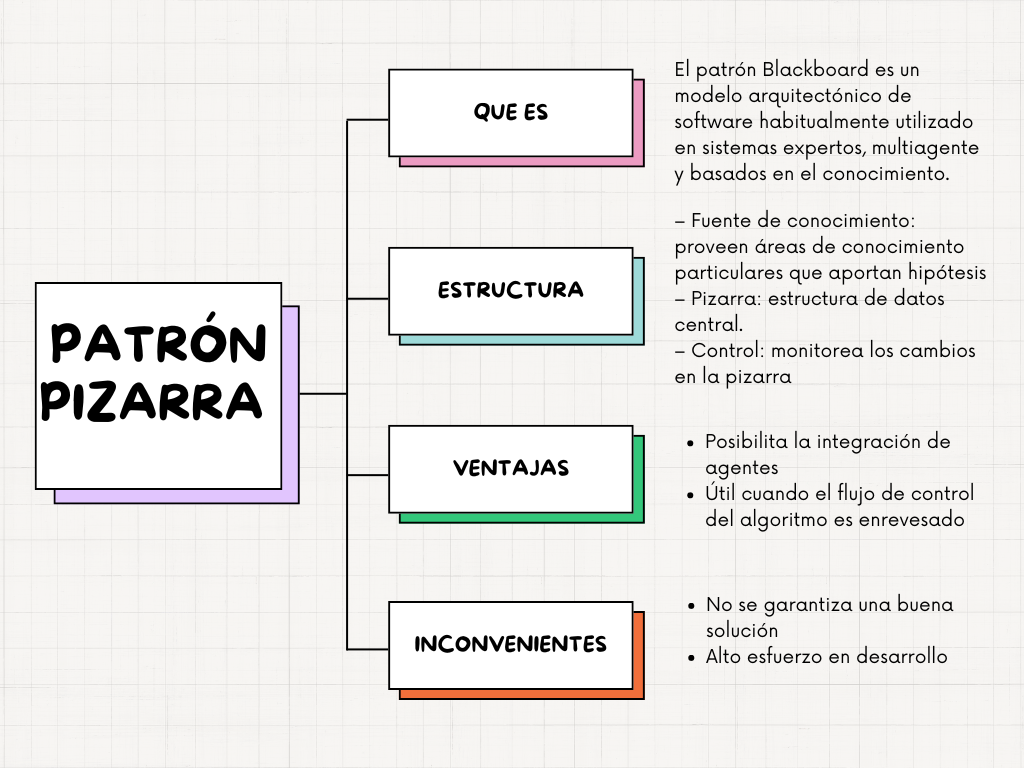 PATRÓN
PIZARRA
QUE ES
El patrón Blackboard es un
modelo arquitectónico de
software habitualmente utilizado
en sistemas expertos, multiagente
y basados en el conocimiento.
ESTRUCTURA
– Fuente de conocimiento:
proveen áreas de conocimiento
particulares que aportan hipótesis
– Pizarra: estructura de datos
central.
– Control: monitorea los cambios
en la pizarra
VENTAJAS
• Posibilita la integración de
agentes
• Útil cuando el flujo de control
del algoritmo es enrevesado
INCONVENIENTES
• No se garantiza una buena
solución
• Alto esfuerzo en desarrollo